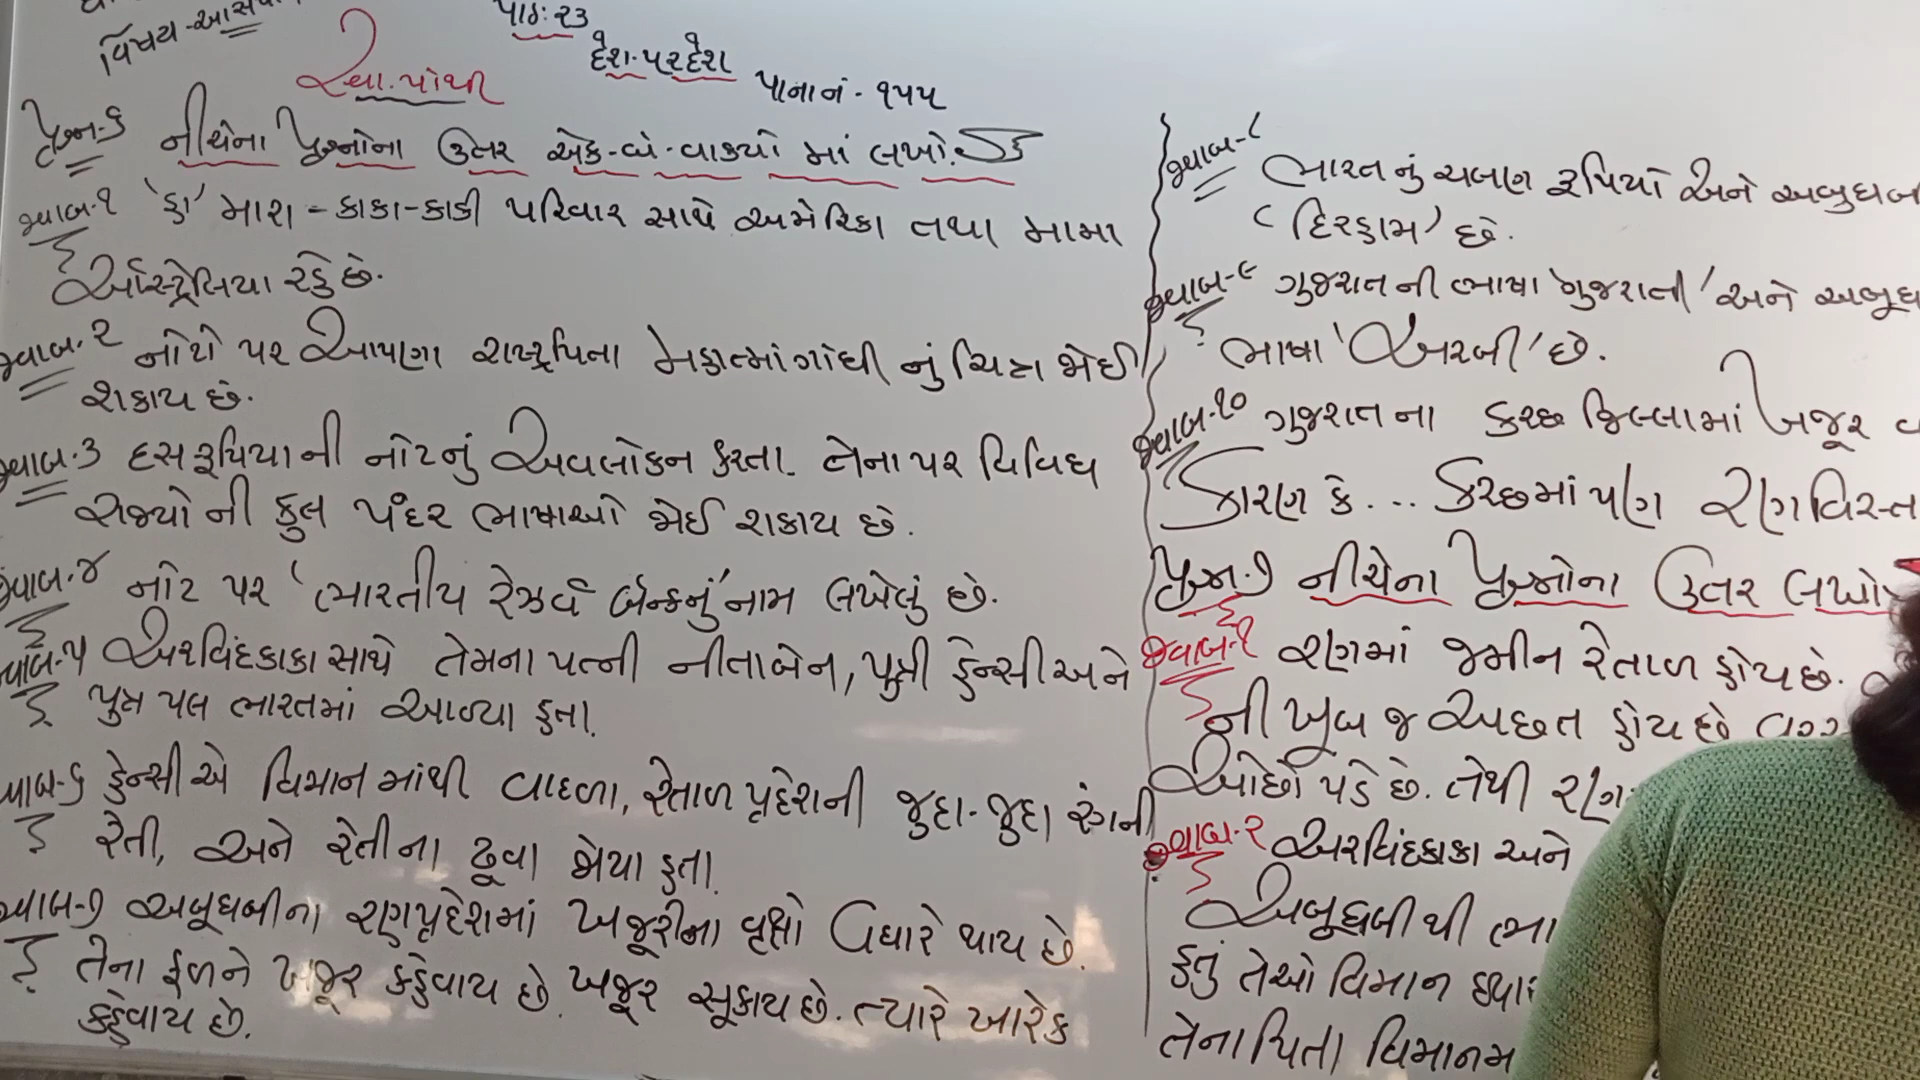 વિષય-આસપાસ
પાઠ: ૨૩
દેશ-પરદેશ
સ્વા. પોથી
પાના નં - ૧૫૫
પ્રશ્ન-૬ નીચેના પ્રશ્નોના ઉત્તર એક-બે-વાક્યો માં લખો.
જવાબ-૧ 'હા' મારા - કાકા-કાકી પરિવાર સાથે અમેરિકા તથા મામા
ઑસ્ટ્રેલિયા રહે છે.
જવાબ-૨ નોટો પર આપણા રાષ્ટ્રપિતા મહાત્માંગાંધી નું ચિત્ર જોઈ
શકાય છે.
જવાબ-૩ દસ રૂપિયા ની નોટનું અવલોકન કરતા. તેના પર વિવિધ
રાજ્યો ની કુલ પંદર ભાષાઓ જોઈ શકાય છે.
જવાબ-૪ નોટ પર 'ભારતીય રેઝર્વ બેન્કનું' નામ લખેલું છે.
જવાબ-૫ અરવિંદકાકા સાથે તેમના પત્ની નીતાબેન, પુત્રી ફેન્સી અને
પુત્ર પલ ભારતમાં આવ્યા હતા.
જવાબ-૬ ફેન્સી એ વિમાન માંથી વાદળા, રેતાળ પ્રદેશની જુદા-જુદા રંગની
રેતી, અને રેતીના ઢૂવા જોયા હતા.
જવાબ-૭ અબૂધબીના રણપ્રદેશમાં ખજૂરીના વૃક્ષો વધારે થાય છે.
તેના ફળને ખજૂર કહેવાય છે. ખજૂર સૂકાય છે. ત્યારે ખારેક
કહેવાય છે.
જવાબ-૮ ભારત નું ચલણ રૂપિયો અને અબુધબી
(દિરહામ) છે.
જવાબ-૯ ગુજરાત ની ભાષા 'ગુજરાતી' અને
ભાષા 'અરબી' છે.
જવાબ-૧૦ ગુજરાત ના કચ્છ જિલ્લામાં ખજૂર
કારણ કે... કચ્છમાં પણ રણ
પ્રશ્ન-૭ નીચેના પ્રશ્નોના ઉત્તર લખો
જવાબ-૧ રણમાં જમીન રેતાળ હોય છે.
ની ખૂબ જ અછત હોય છે
ઓછો પડે છે. તેથી રણ
જવાબ-૨ અરવિંદકાકા અને
અબુધબી થી
હતું તેઓ વિમાન
તેના પિતા